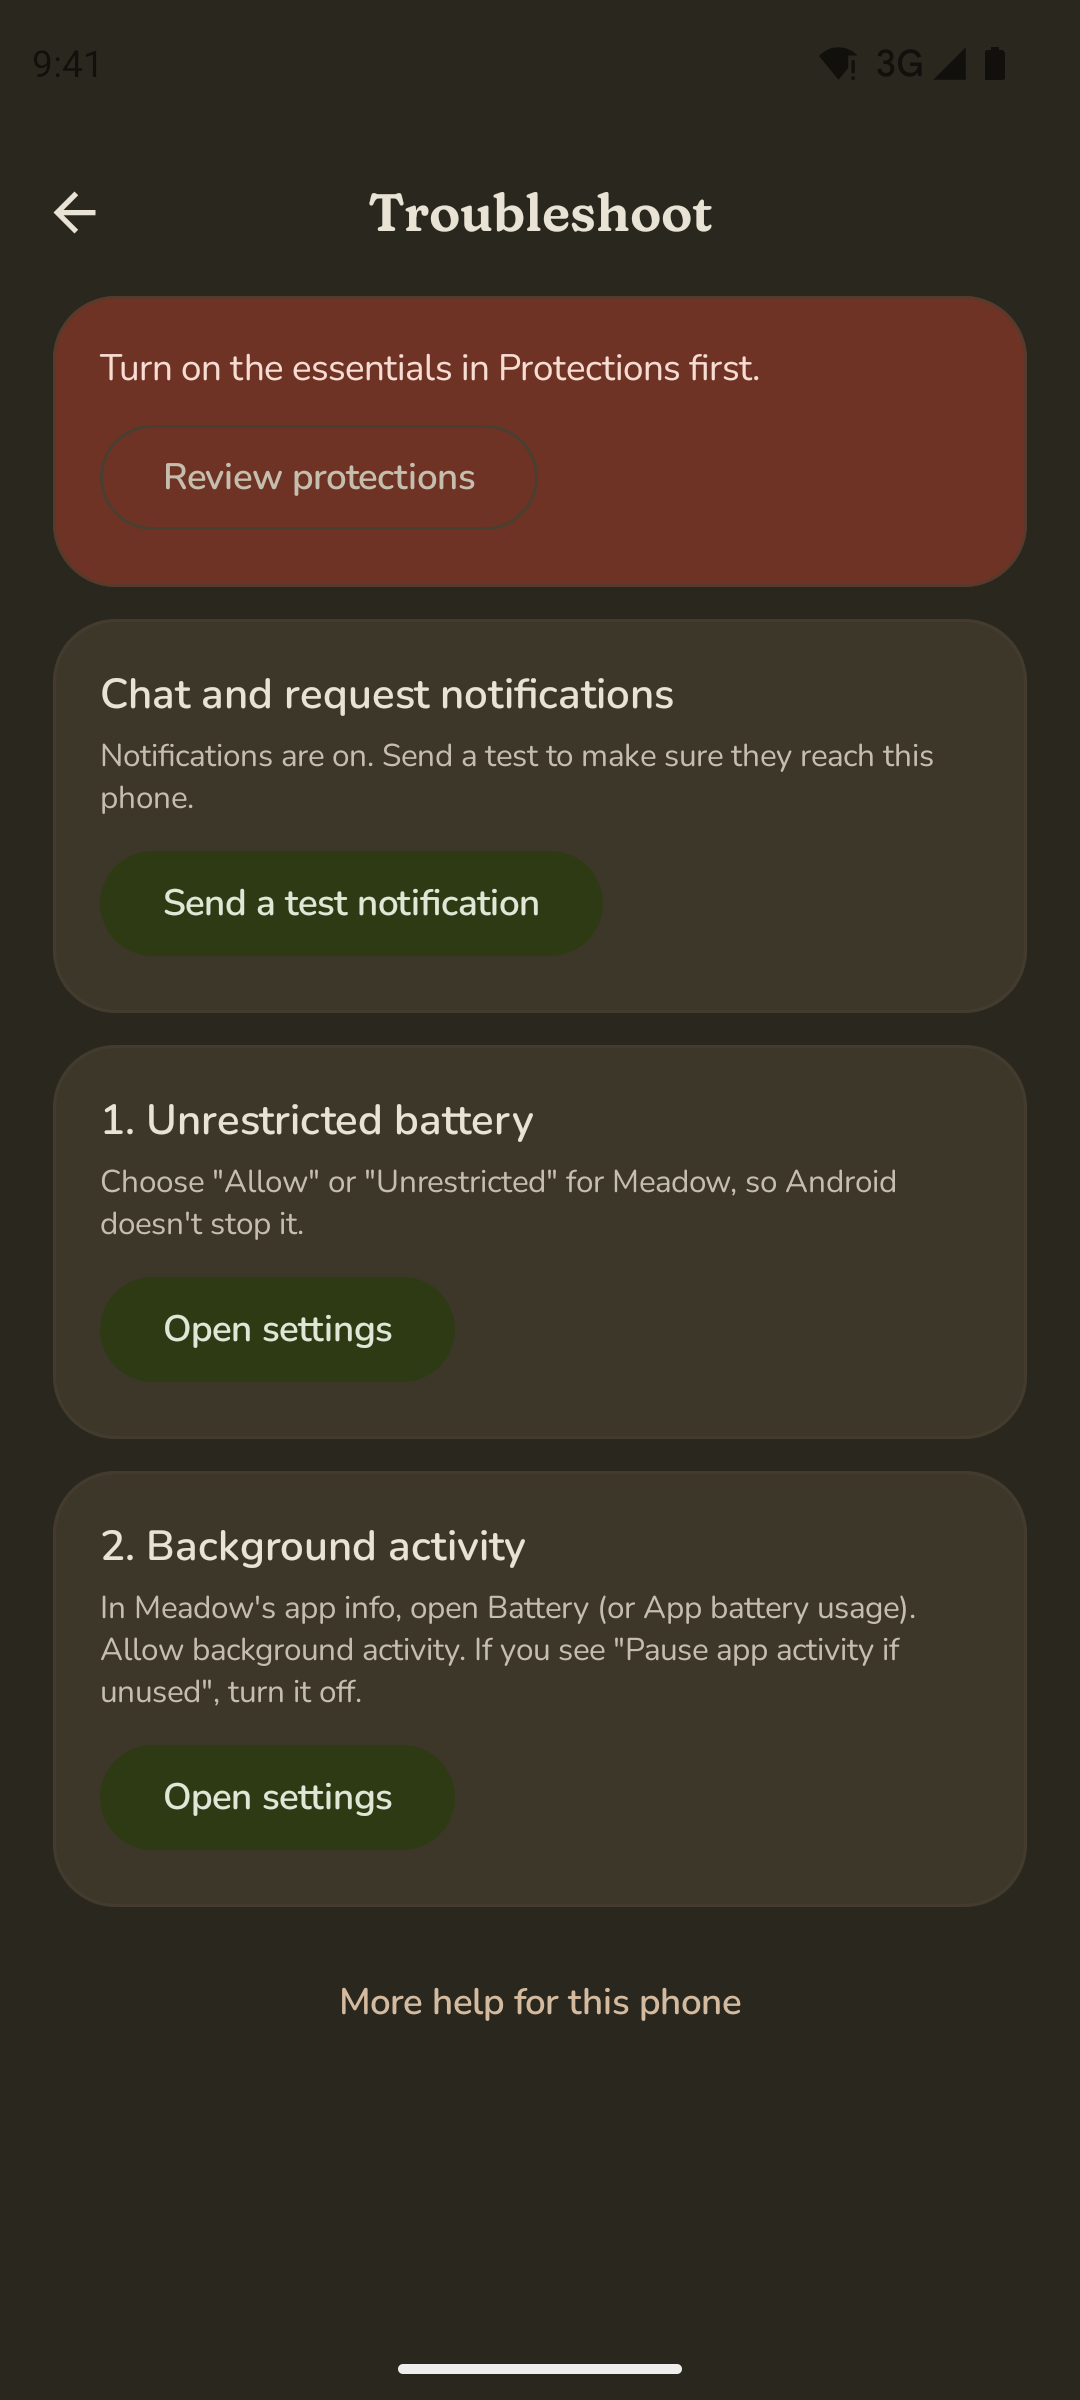 9:41
3G
Troubleshoot
Turn on the essentials in Protections first.
Review protections
Chat and request notifications
Notifications are on. Send a test to make sure they reach this
phone.
Send a test notification
1. Unrestricted battery
Choose "Allow" or "Unrestricted" for Meadow, so Android
doesn't stop it.
Open settings
2. Background activity
In Meadow's app info, open Battery (or App battery usage).
Allow background activity. If you see "Pause app activity if
unused", turn it off.
Open settings
More help for this phone